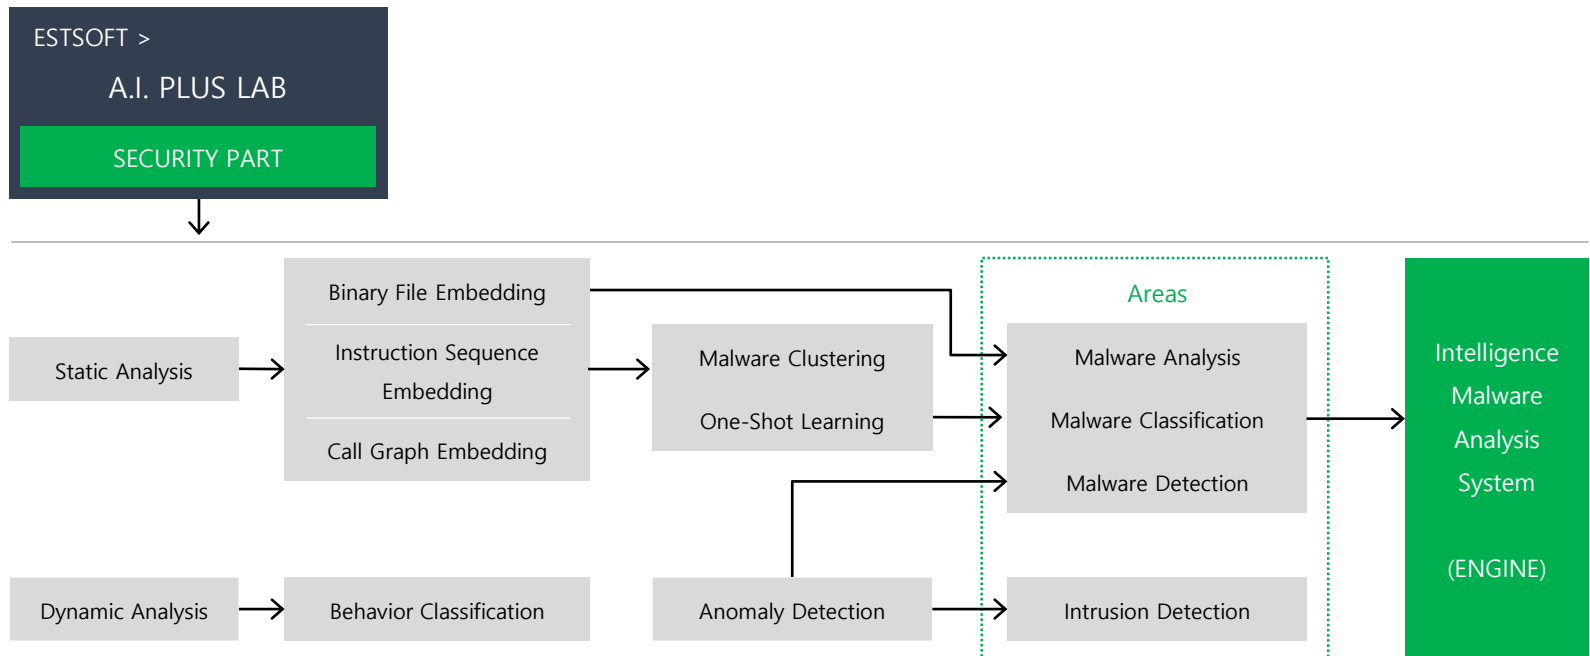 ESTSOFT >
A.I. PLUS LAB
SECURITY PART
Static Analysis
Binary File Embedding
Instruction Sequence
Embedding
Call Graph Embedding
Malware Clustering
One-Shot Learning
Areas
Malware Analysis
Malware Classification
Malware Detection
Intelligence
Malware
Analysis
System
(ENGINE)
Dynamic Analysis
Behavior Classification
Anomaly Detection
Intrusion Detection